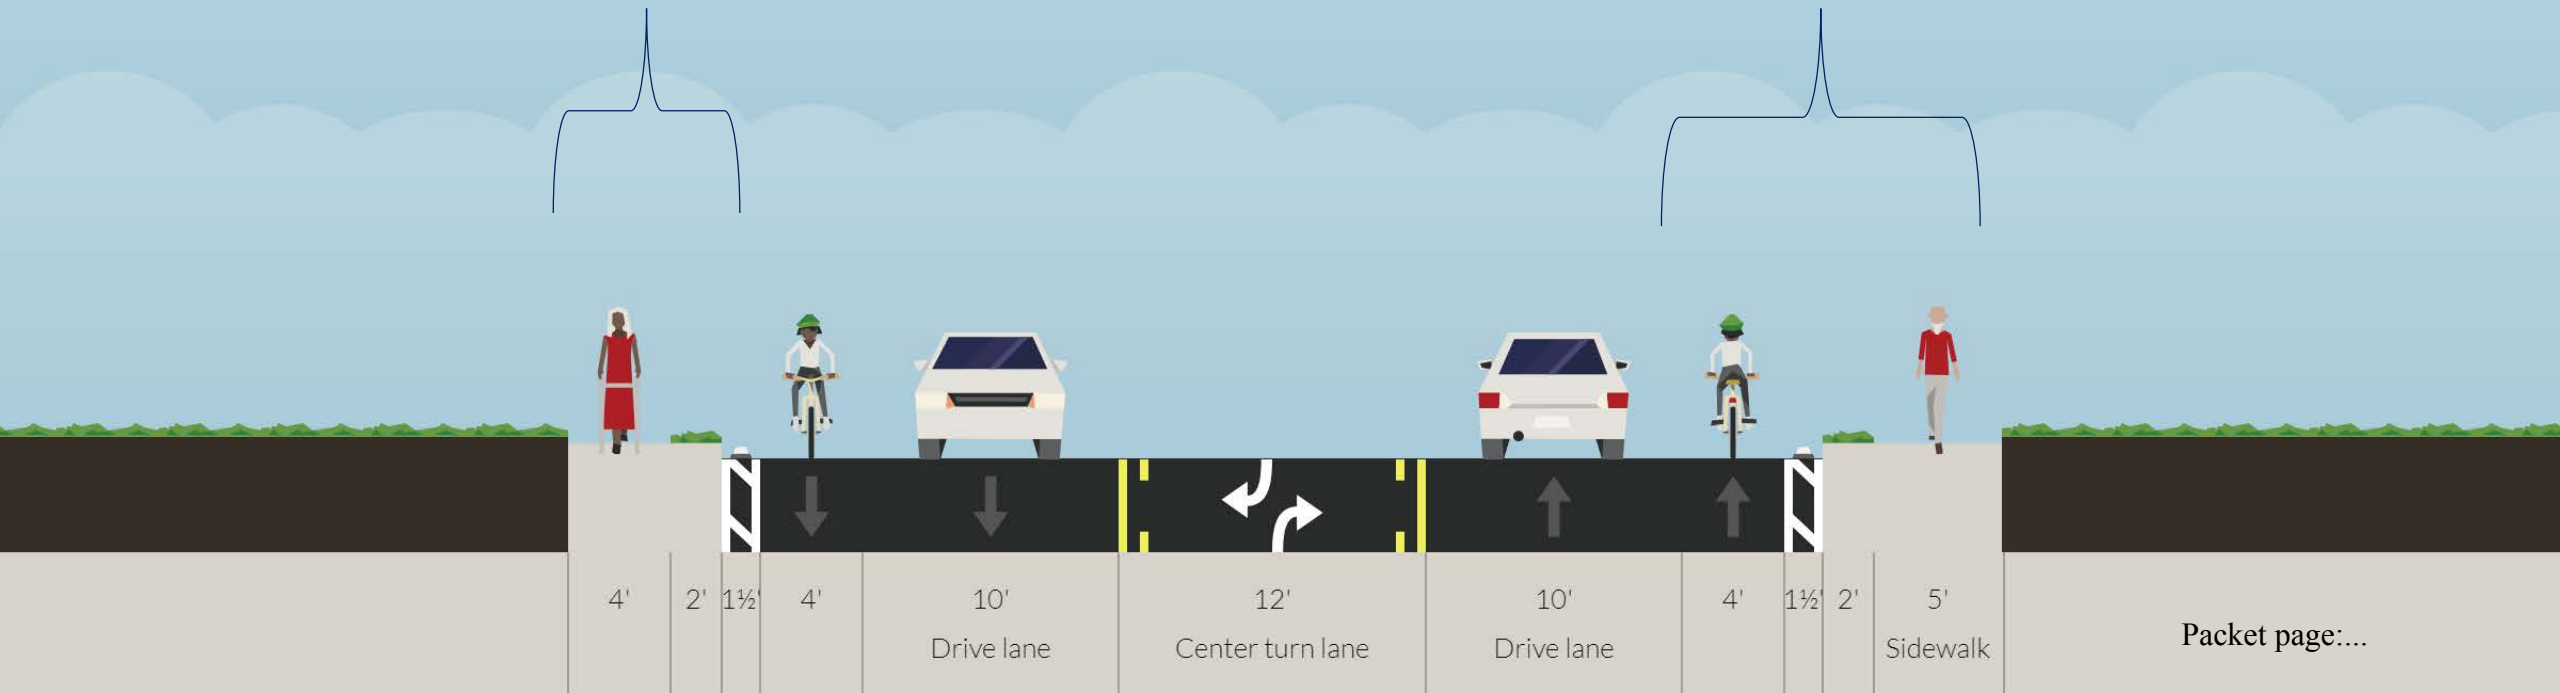 4' 2' 1½' 4' 10' 12' 10' 4' 1½' 2' 5'
Drive lane Center turn lane Drive lane Sidewalk
Packet page:...